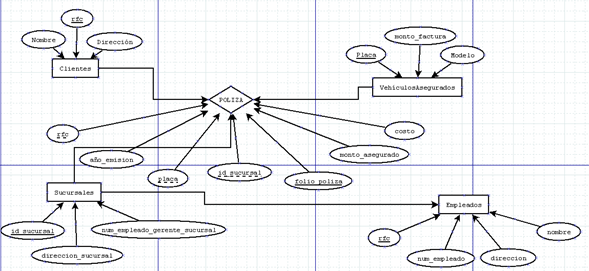 rfc
Nombre
Dirección
Clientes
monto_factura
Placa
Modelo
VehiculosAsegurados
POLIZA
rfc
año_emision
placa
id_sucursal
folio_poliza
monto_asegurado
costo
Sucursales
id_sucursal
direccion_sucursal
num_empleado_gerente_sucursal
Empleados
rfc
num_empleado
direccion
nombre